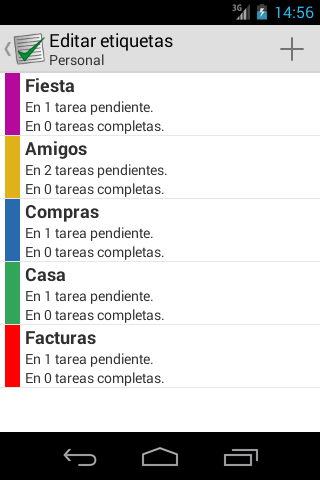 3G 14:56
Editar etiquetas
Personal
Fiesta
En 1 tarea pendiente.
En 0 tareas completas.
Amigos
En 2 tareas pendientes.
En 0 tareas completas.
Compras
En 1 tarea pendiente.
En 0 tareas completas.
Casa
En 1 tarea pendiente.
En 0 tareas completas.
Facturas
En 1 tarea pendiente.
En 0 tareas completas.